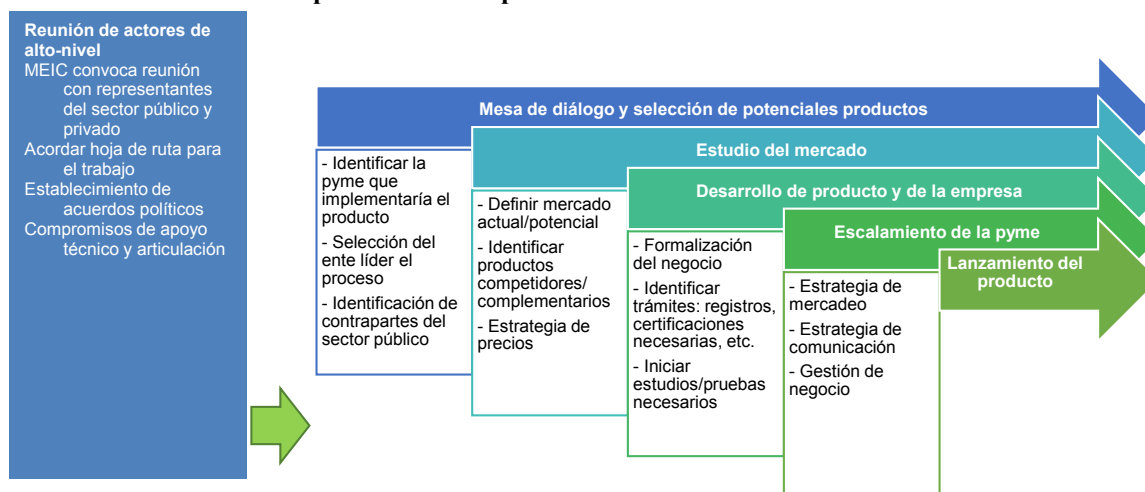 Reunión de actores de
alto-nivel
MEIC convoca reunión
con representantes
del sector público y
privado
Acordar hoja de ruta para
el trabajo
Establecimiento de
acuerdos políticos
Compromisos de apoyo
técnico y articulación
Mesa de diálogo y selección de potenciales productos
- Identificar la
pyme que
implementaría el
producto
- Selección del
ente líder el
proceso
- Identificación de
contrapartes del
sector público
Estudio del mercado
- Definir mercado
actual/potencial
- Identificar
productos
competidores/
complementarios
- Estrategia de
precios
Desarrollo de producto y de la empresa
- Formalización
del negocio
- Identificar
trámites: registros,
certificaciones
necesarias, etc.
- Iniciar
estudios/pruebas
necesarios
Escalamiento de la pyme
- Estrategia de
mercadeo
- Estrategia de
comunicación
- Gestión de
negocio
Lanzamiento del
producto